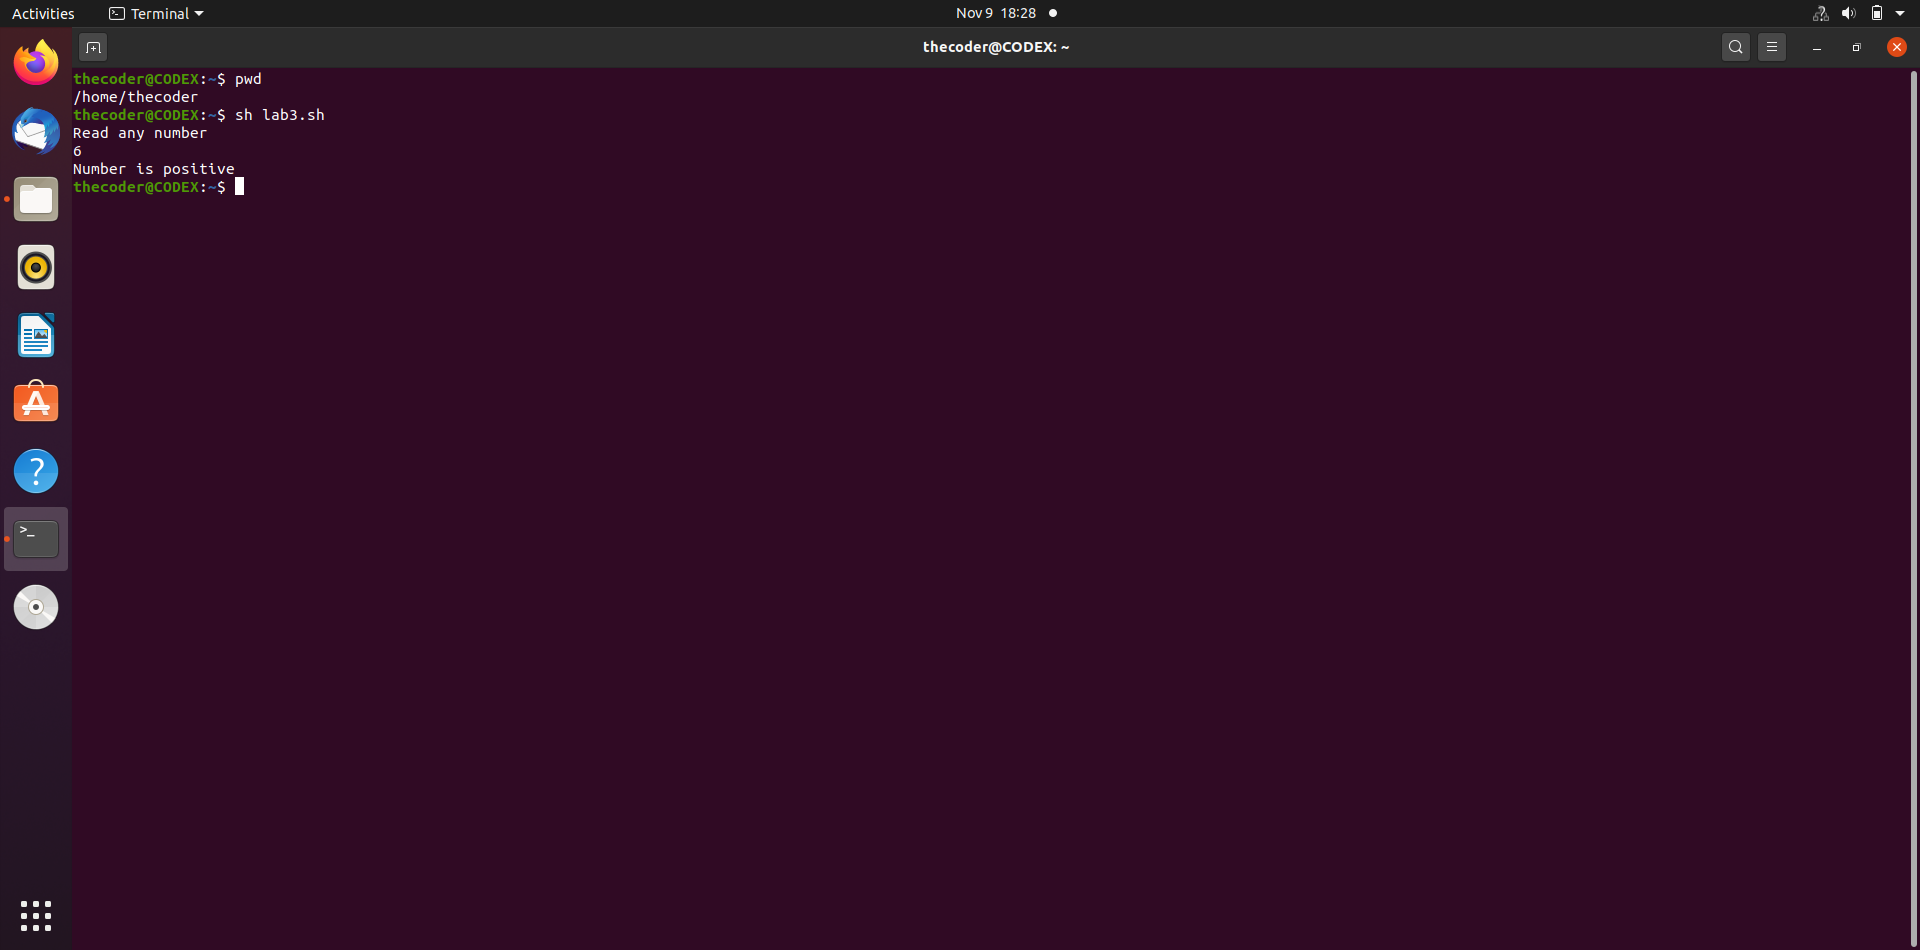 Activities
Terminal
Nov 9 18:28
thecoder@CODEX: ~
thecoder@CODEX:~$ pwd
/home/thecoder
thecoder@CODEX:~$ sh lab3.sh
Read any number
6
Number is positive
thecoder@CODEX:~$